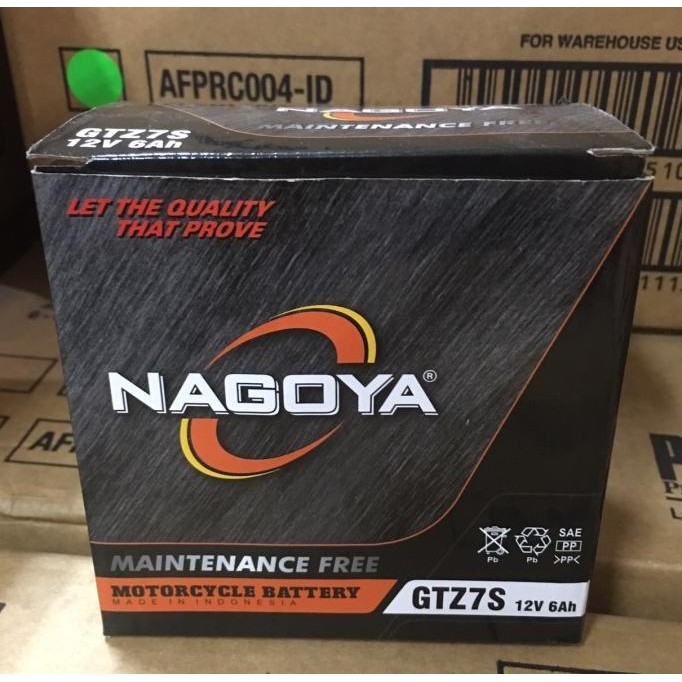 FOR WAREHOUSE US
AFPRC004-ID
NAGOYA
MAINTENANCE FREE
GTZ7S
12V 6Ah
LET THE QUALITY
THAT PROVE
NAGOYA®
MAINTENANCE FREE
MOTORCYCLE BATTERY
MADE IN INDONESIA
GTZ7S 12V 6Ah
Pb
Pb
SAE
PP
>PP<